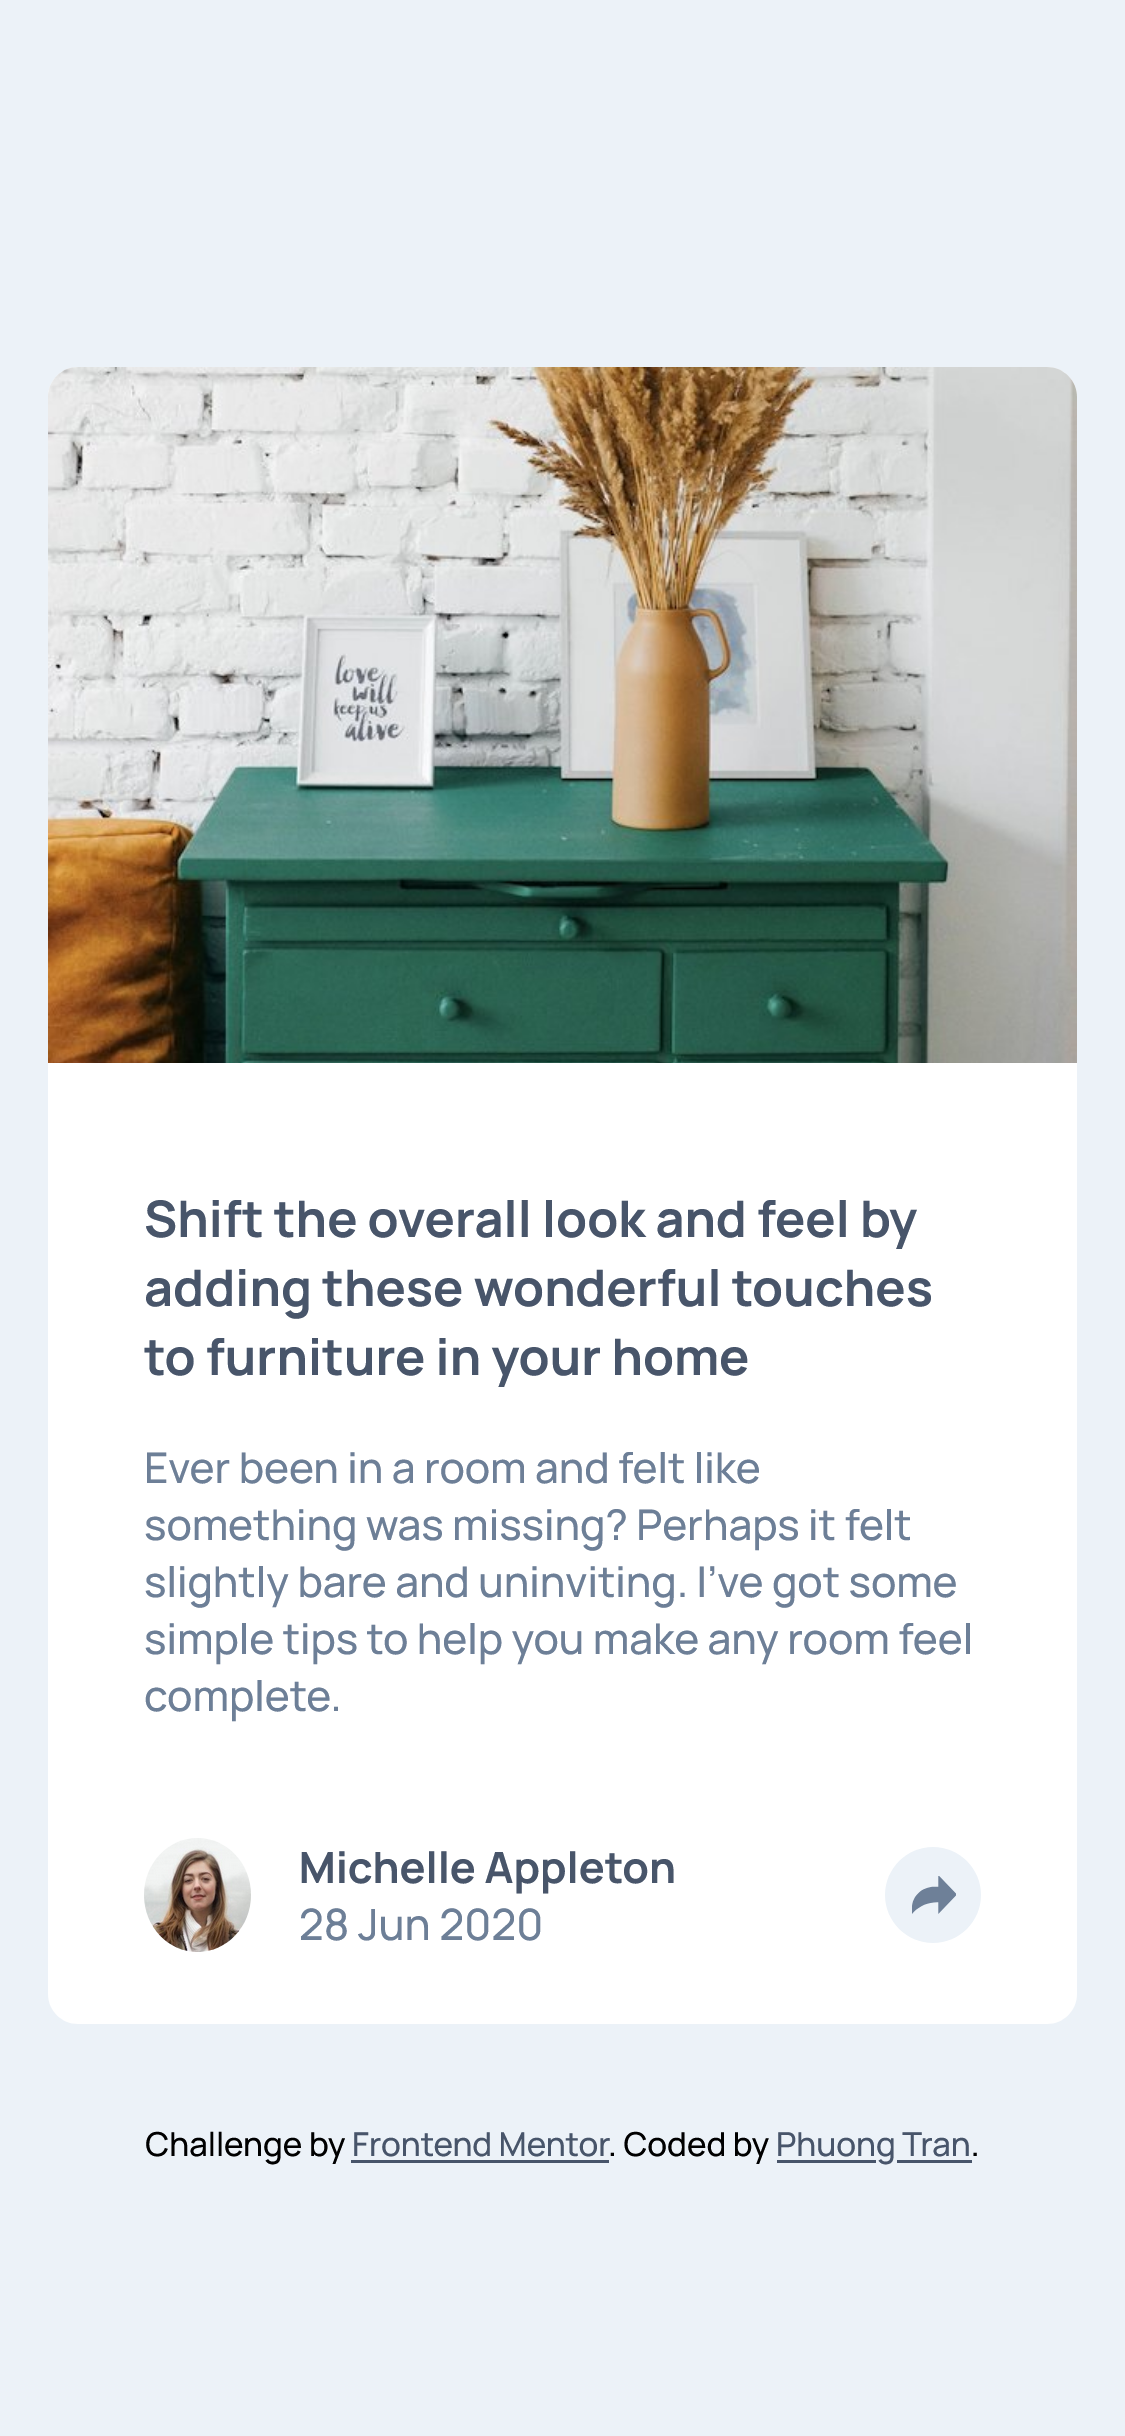 love
will
keep us
alive
Shift the overall look and feel by
adding these wonderful touches
to furniture in your home
Ever been in a room and felt like
something was missing? Perhaps it felt
slightly bare and uninviting. I’ve got some
simple tips to help you make any room feel
complete.
Michelle Appleton
28 Jun 2020
Challenge by Frontend Mentor. Coded by Phuong Tran.